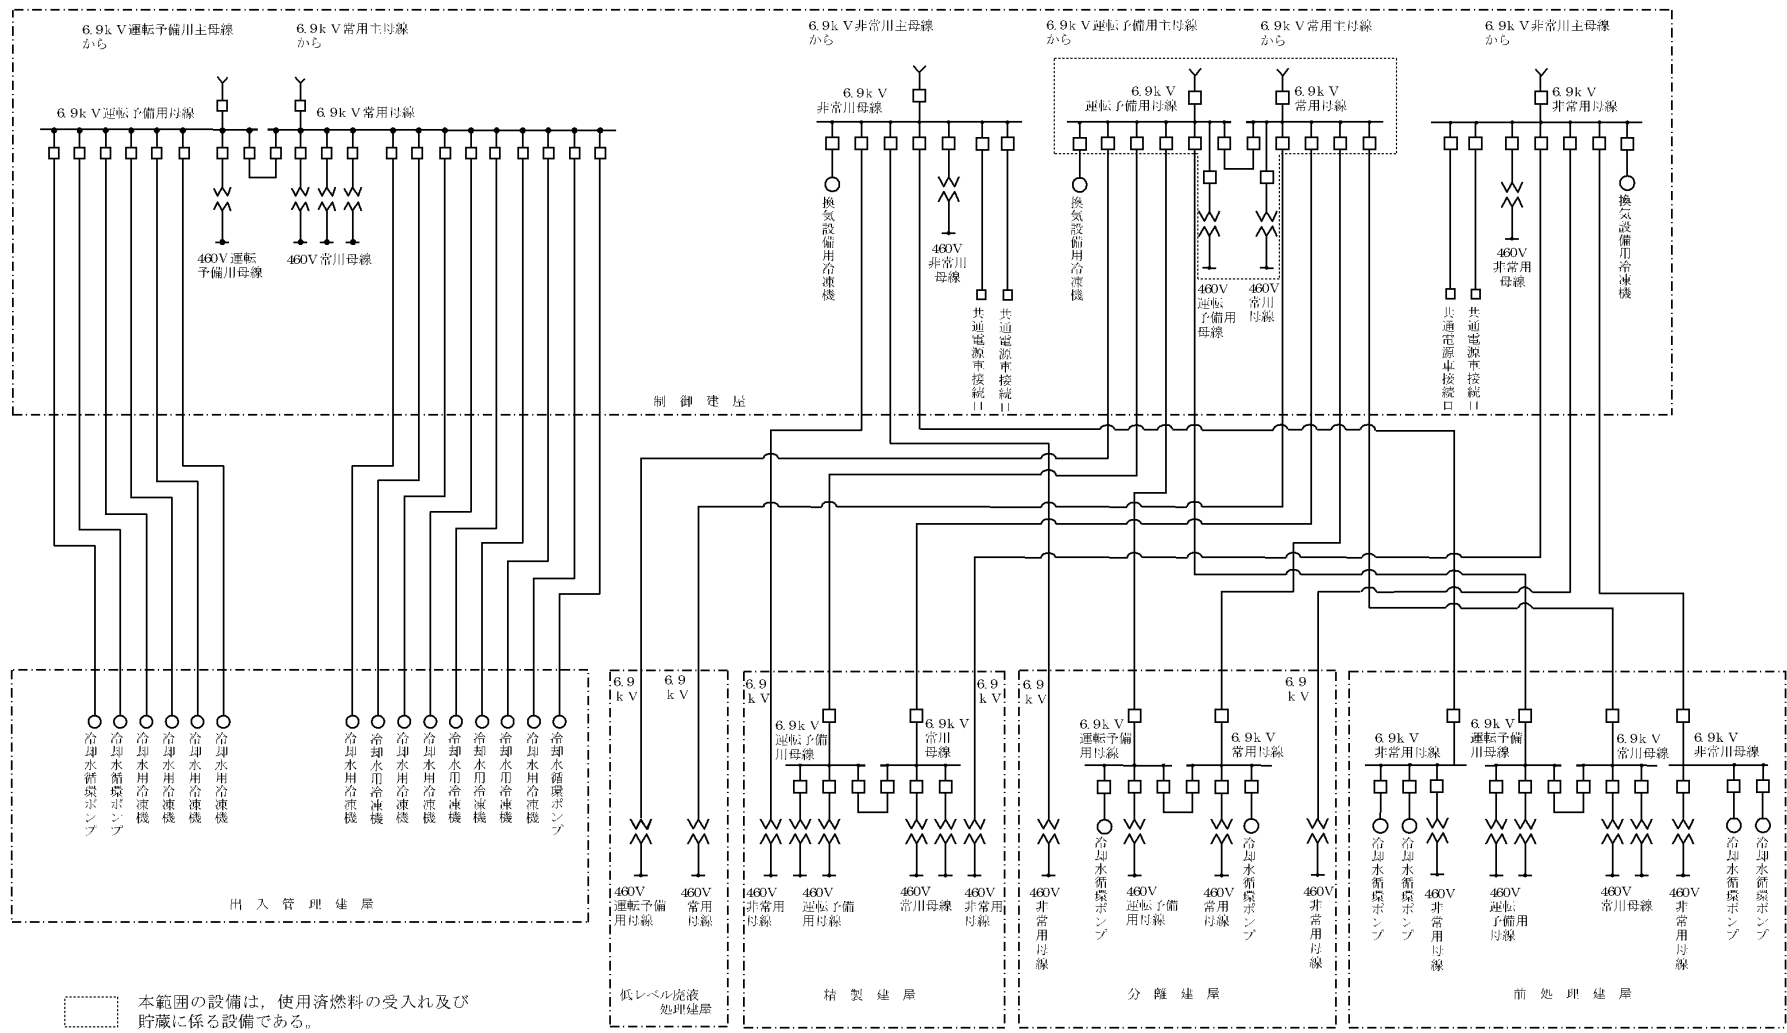 6.9kV運転予備用主母線
から
6.9kV常用主母線
から
6.9kV非常用主母線
から
6.9kV運転予備用主母線
から
6.9kV常用主母線
から
6.9kV非常用主母線
から
6.9kV運転予備用母線
6.9kV常用母線
6.9kV
非常用母線
6.9kV
運転予備用母線
6.9kV
常用母線
6.9kV
非常用母線
460V運転
予備用母線
460V常用母線
換気設備用冷凍機
460V
非常用
母線
共通電源車接続口
共通電源車接続口
換気設備用冷凍機
460V
運転
予備用
母線
460V
常用
母線
共通電源車接続口
共通電源車接続口
460V
非常用
母線
換気設備用冷凍機
制御建屋
冷却水循環ポンプ
冷却水循環ポンプ
冷却水用冷凍機
冷却水用冷凍機
冷却水用冷凍機
冷却水用冷凍機
冷却水用冷凍機
冷却水用冷凍機
冷却水用冷凍機
冷却水用冷凍機
冷却水用冷凍機
冷却水用冷凍機
冷却水用冷凍機
冷却水用冷凍機
冷却水循環ポンプ
出入管理建屋
6.9
kV
6.9
kV
460V
運転予備
用母線
460V
常用
母線
低レベル廃液
処理建屋
6.9
kV
6.9kV
運転予備
用母線
6.9kV
常用
母線
6.9
kV
460V
非常用
母線
460V
運転予備
用母線
460V
常用母線
460V
非常用
母線
精製建屋
6.9
kV
6.9kV
運転予備
用母線
6.9kV
常用母線
6.9
kV
460V
非常用母線
冷却水循環ポンプ
460V
運転予備
用母線
460V
常用
母線
冷却水循環ポンプ
460V
非常用母線
分離建屋
6.9kV
非常用母線
6.9kV
運転予備
用母線
6.9kV
常用母線
6.9kV
非常用母線
冷却水循環ポンプ
冷却水循環ポンプ
460V
非常用母線
460V
運転
予備用
母線
460V
常用母線
460V
非常用母線
冷却水循環ポンプ
冷却水循環ポンプ
前処理建屋
本範囲の設備は，使用済燃料の受入れ及び
貯蔵に係る設備である。